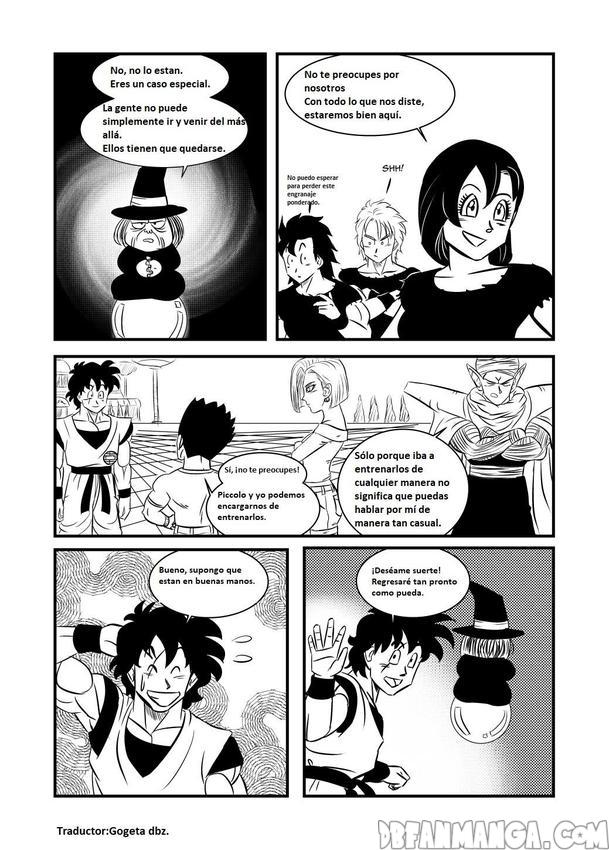 No, no lo estan.
Eres un caso especial.
La gente no puede
simplemente ir y venir del más
allá.
Ellos tienen que quedarse.
No te preocupes por
nosotros
Con todo lo que nos diste,
estaremos bien aquí.
No puedo esperar
para perder este
engranaje
ponderado.
SHH!
Sí, ¡no te preocupes!
Piccolo y yo podemos
encargarnos de
entrenarlos.
Sólo porque iba a
entrenarlos de
cualquier manera no
significa que puedas
hablar por mí de
manera tan casual.
Bueno, supongo que
estan en buenas manos.
¡Deséame suerte!
Regresaré tan pronto
como pueda.
Traductor:Gogeta dbz.
DBFANMANGA.COM